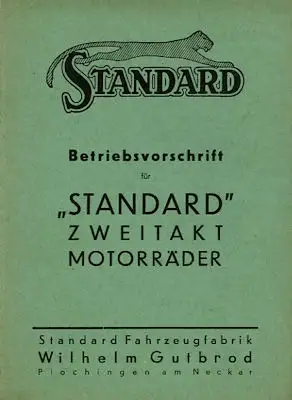 STANDARD
Betriebsvorschrift
für
„STANDARD”
ZWEITAKT
MOTORRÄDER
Standard Fahrzeugfabrik
Wilhelm Gutbrod
Plochingen am Neckar